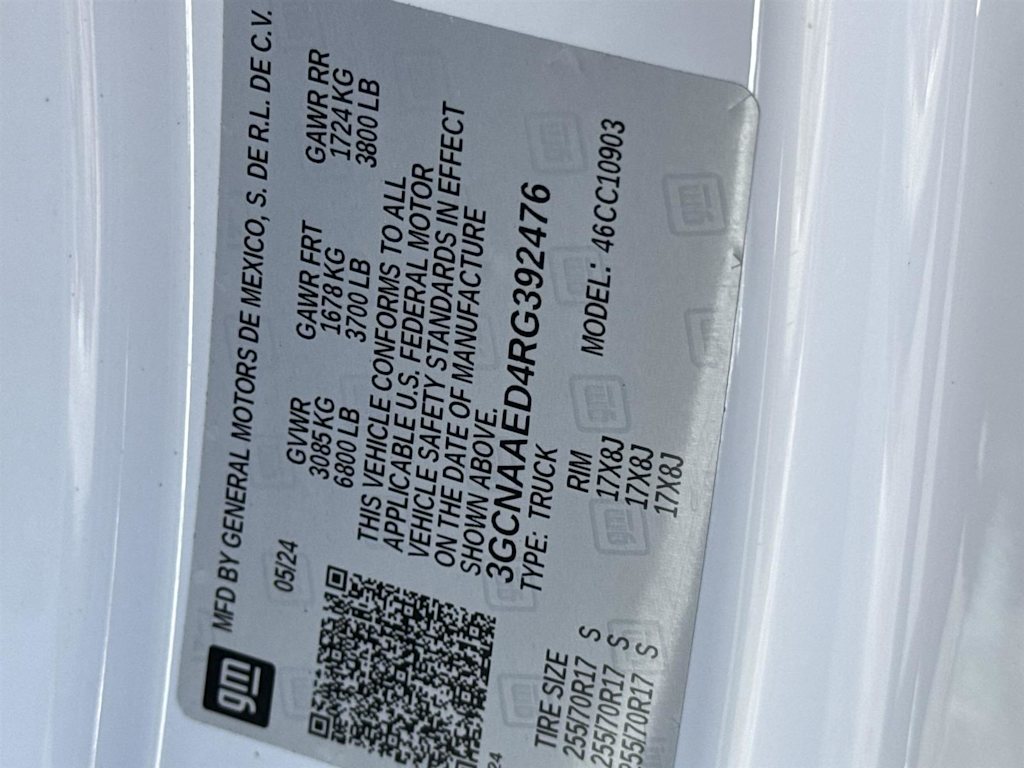 gm
MFD BY GENERAL MOTORS DE MEXICO, S. DE R.L. DE C.V.
05/24
GVWR GAWR FRT GAWR RR
3085 KG 1678 KG 1724 KG
6800 LB 3700 LB 3800 LB
THIS VEHICLE CONFORMS TO ALL
APPLICABLE U.S. FEDERAL MOTOR
VEHICLE SAFETY STANDARDS IN EFFECT
ON THE DATE OF MANUFACTURE
SHOWN ABOVE.
3GCNAAED4RG392476
TYPE: TRUCK MODEL: 46CC10903
TIRE SIZE RIM
255/70R17 S 17X8J
255/70R17 S 17X8J
255/70R17 S 17X8J